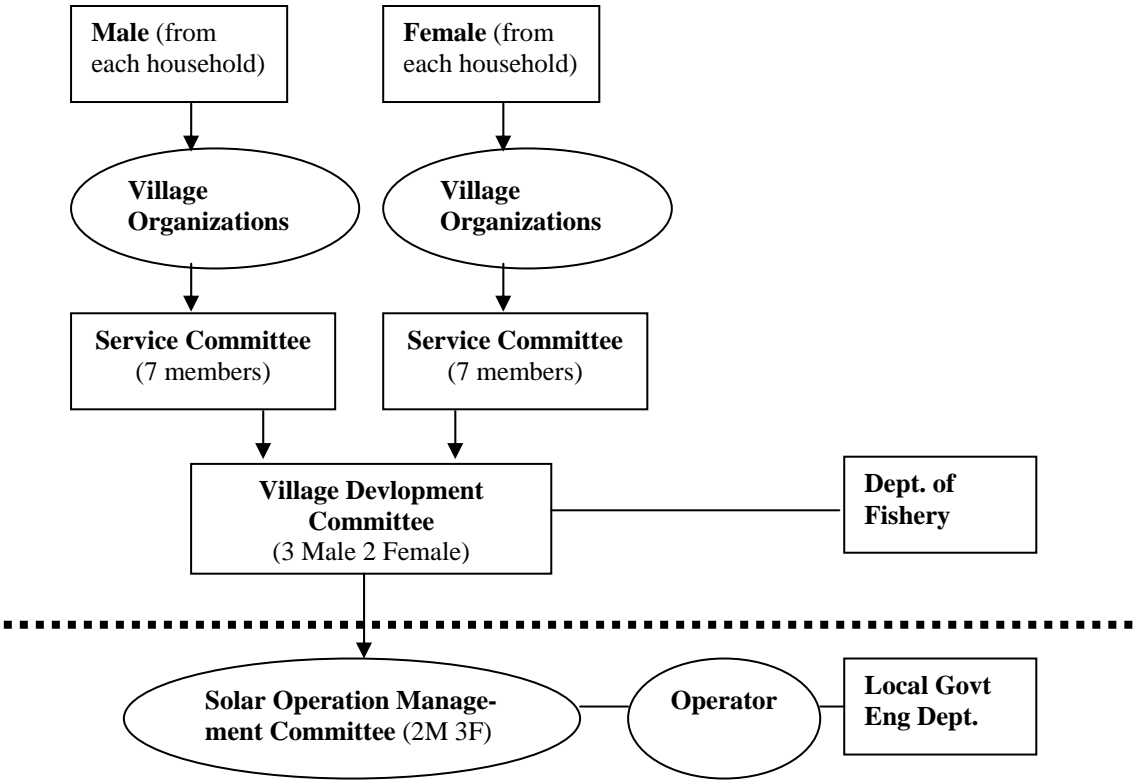 Male (from
each household)
Female (from
each household)
Village
Organizations
Village
Organizations
Service Committee
(7 members)
Service Committee
(7 members)
Village Devlopment
Committee
(3 Male 2 Female)
Dept. of
Fishery
Solar Operation Manage-
ment Committee (2M 3F)
Operator
Local Govt
Eng Dept.